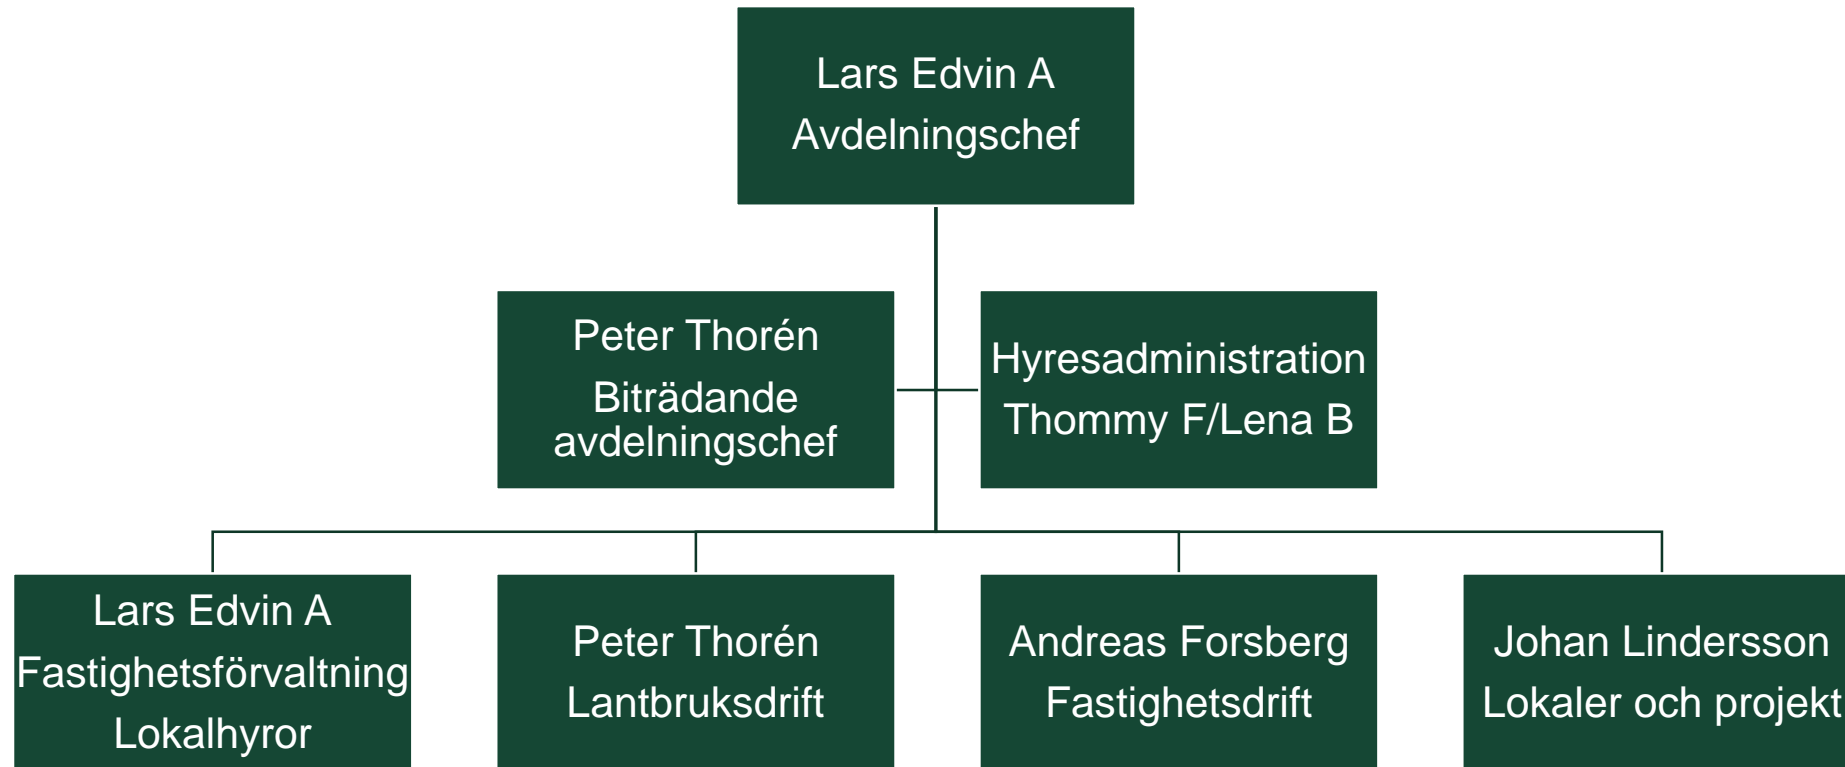 Lars Edvin A
Avdelningschef
Peter Thorén
Biträdande
avdelningschef
Hyresadministration
Thommy F/Lena B
Lars Edvin A
Fastighetsförvaltning
Lokalhyror
Peter Thorén
Lantbruksdrift
Andreas Forsberg
Fastighetsdrift
Johan Lindersson
Lokaler och projekt